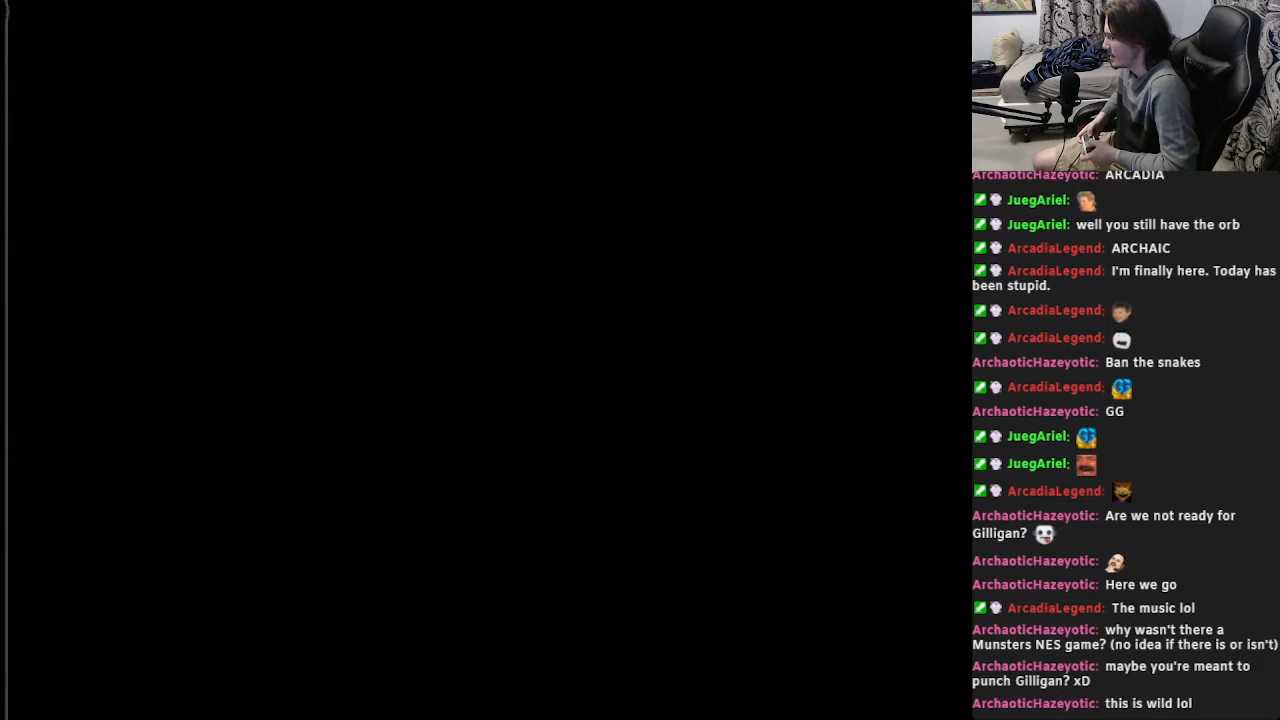 ArchaoticHazeyotic: ARCADIA
JuegAriel:
JuegAriel: well you still have the orb
ArcadiaLegend: ARCHAIC
ArcadiaLegend: I'm finally here. Today has
been stupid.
ArcadiaLegend:
ArcadiaLegend:
ArchaoticHazeyotic: Ban the snakes
ArcadiaLegend: GF
ArchaoticHazeyotic: GG
JuegAriel: GF
JuegAriel:
ArcadiaLegend:
ArchaoticHazeyotic: Are we not ready for
Gilligan?
ArchaoticHazeyotic:
ArchaoticHazeyotic: Here we go
ArcadiaLegend: The music lol
ArchaoticHazeyotic: why wasn't there a
Munsters NES game? (no idea if there is or isn't)
ArchaoticHazeyotic: maybe you're meant to
punch Gilligan? xD
ArchaoticHazeyotic: this is wild lol